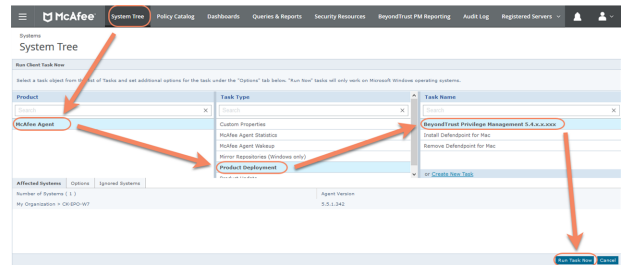 McAfee System Tree Policy Catalog Dashboards Queries & Reports Security Resources BeyondTrust PM Reporting Audit Log Registered Servers
Systems
System Tree
Run Client Task Now
Select a task object from the list of Tasks and set additional options for the task under the "Options" tab below. "Run Now" tasks will only work on Microsoft Windows operating systems.
Product Task Type Task Name
Search Search Search
McAfee Agent Custom Properties BeyondTrust Privilege Management 5.4.x.x.xxx
McAfee Agent Statistics Install Defendpoint for Mac
McAfee Agent Wakeup Remove Defendpoint for Mac
Mirror Repositories (Windows only)
Product Deployment
Product Update or Create New Task
Affected Systems Options Ignored Systems
Number of Systems ( 1 ) Agent Version
My Organization > CK-EPO-W7 5.5.1.342
Run Task Now Cancel